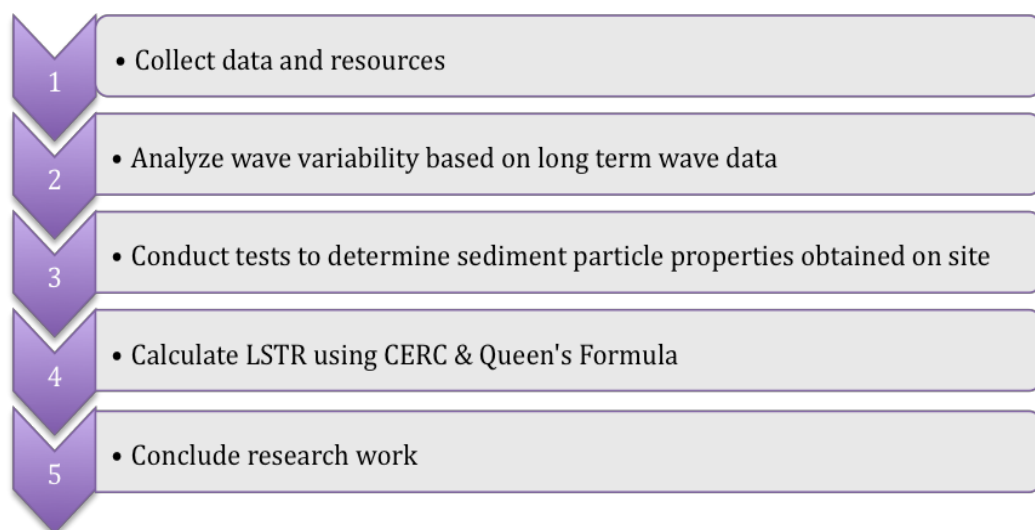 1
• Collect data and resources
2
• Analyze wave variability based on long term wave data
3
• Conduct tests to determine sediment particle properties obtained on site
4
• Calculate LSTR using CERC & Queen's Formula
5
• Conclude research work